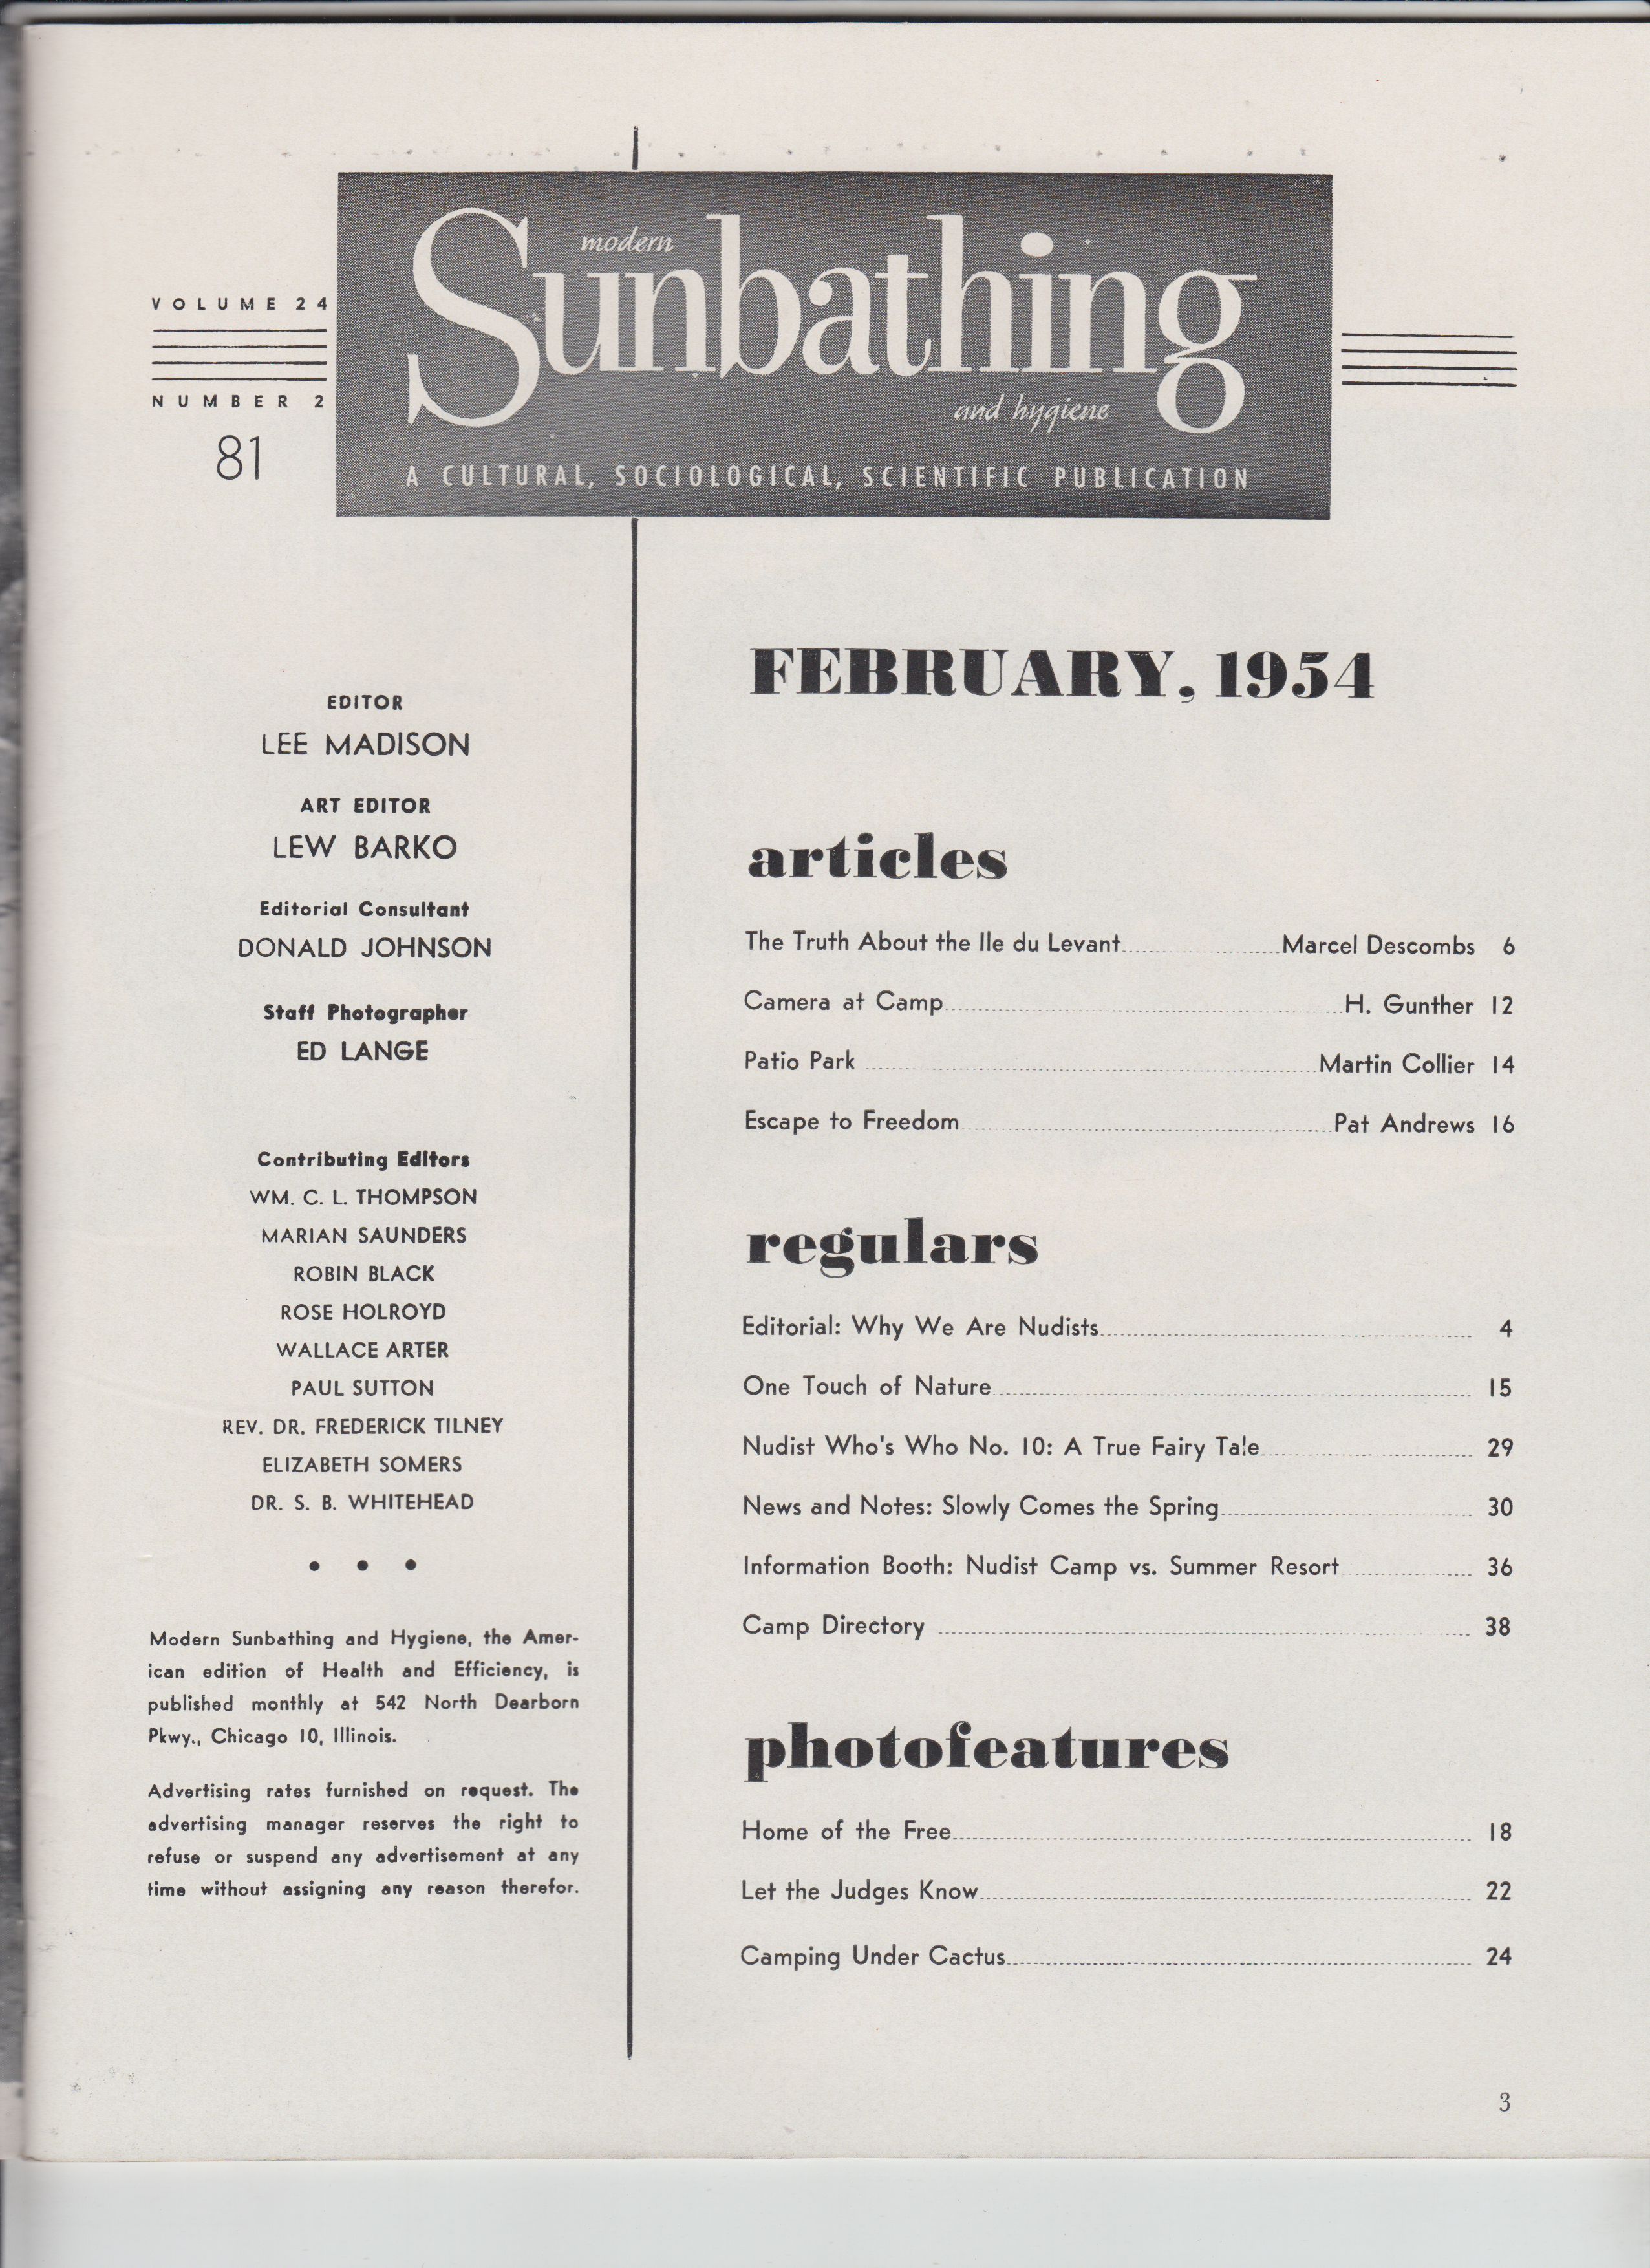 modern
Sunbathing
and hygiene
A CULTURAL, SOCIOLOGICAL, SCIENTIFIC PUBLICATION
VOLUME 24
NUMBER 2
81
EDITOR
LEE MADISON
ART EDITOR
LEW BARKO
Editorial Consultant
DONALD JOHNSON
Staff Photographer
ED LANGE
Contributing Editors
WM. C. L. THOMPSON
MARIAN SAUNDERS
ROBIN BLACK
ROSE HOLROYD
WALLACE ARTER
PAUL SUTTON
REV. DR. FREDERICK TILNEY
ELIZABETH SOMERS
DR. S. B. WHITEHEAD
• • •
Modern Sunbathing and Hygiene, the Amer-
ican edition of Health and Efficiency, is
published monthly at 542 North Dearborn
Pkwy., Chicago 10, Illinois.
Advertising rates furnished on request. The
advertising manager reserves the right to
refuse or suspend any advertisement at any
time without assigning any reason therefor.
FEBRUARY, 1954
articles
The Truth About the Ile du Levant Marcel Descombs 6
Camera at Camp H. Gunther 12
Patio Park Martin Collier 14
Escape to Freedom Pat Andrews 16
regulars
Editorial: Why We Are Nudists 4
One Touch of Nature 15
Nudist Who's Who No. 10: A True Fairy Tale 29
News and Notes: Slowly Comes the Spring 30
Information Booth: Nudist Camp vs. Summer Resort 36
Camp Directory 38
photofeatures
Home of the Free 18
Let the Judges Know 22
Camping Under Cactus 24
3